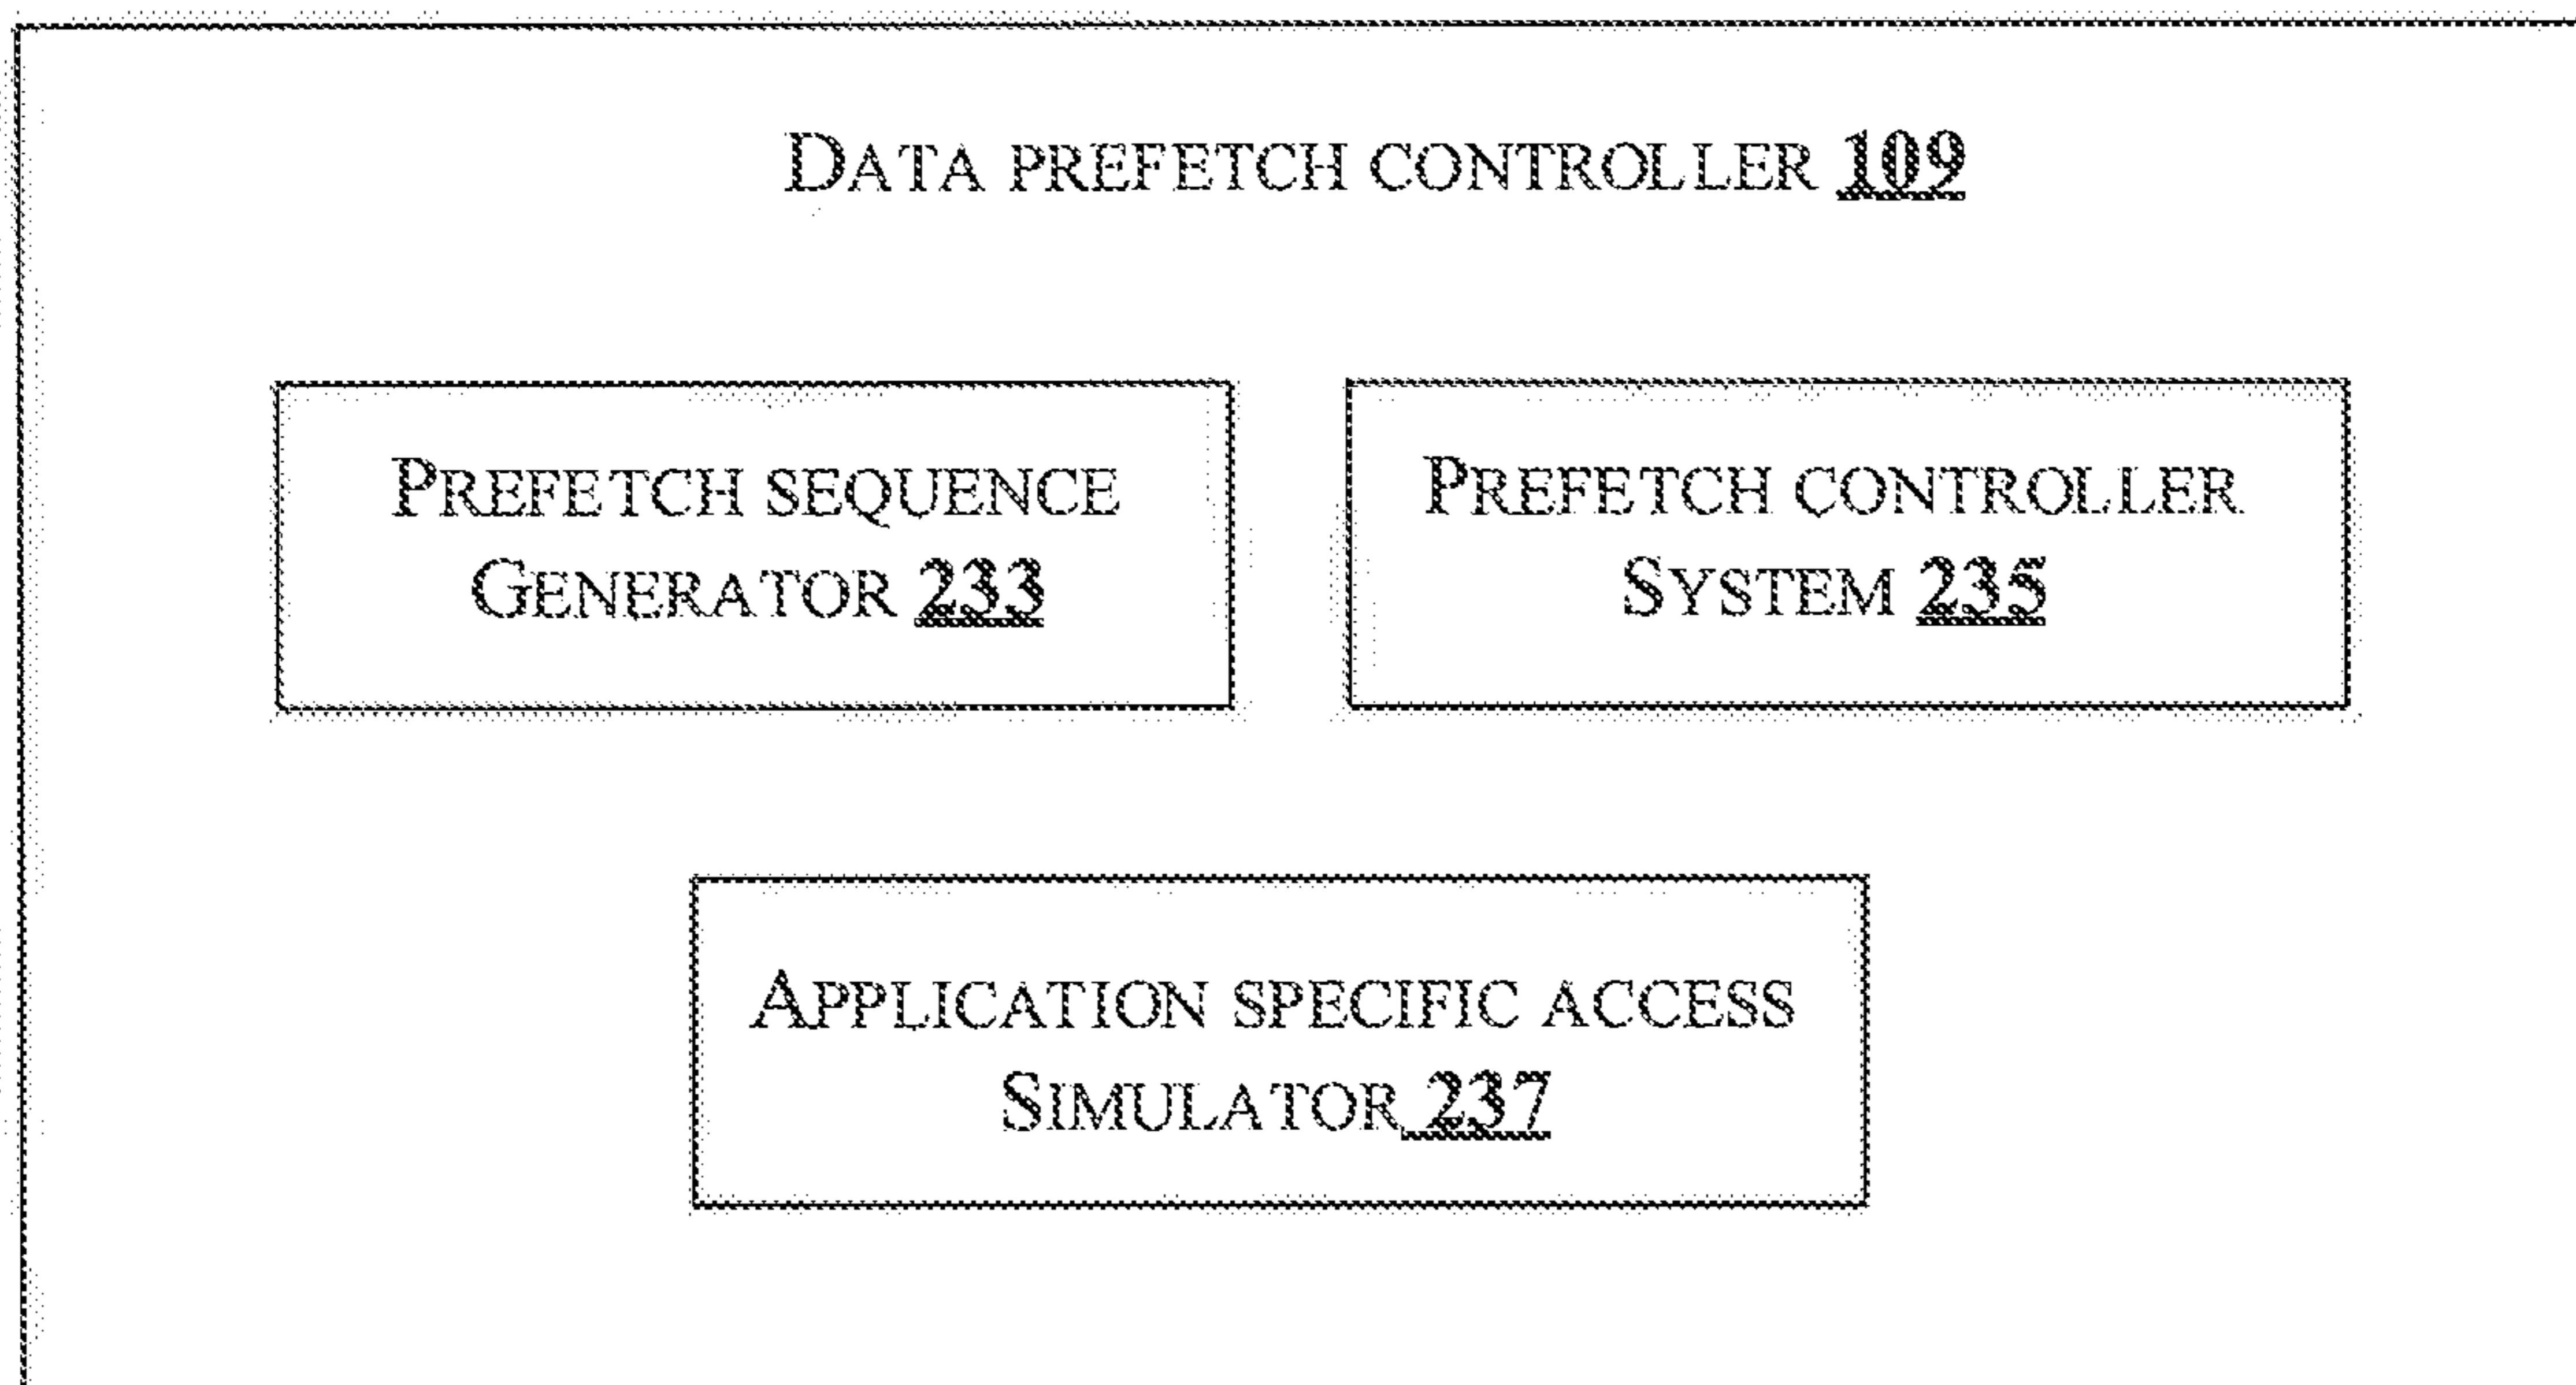 DATA PREFETCH CONTROLLER 109
PREFETCH SEQUENCE
GENERATOR 233
PREFETCH CONTROLLER
SYSTEM 235
APPLICATION SPECIFIC ACCESS
SIMULATOR 237